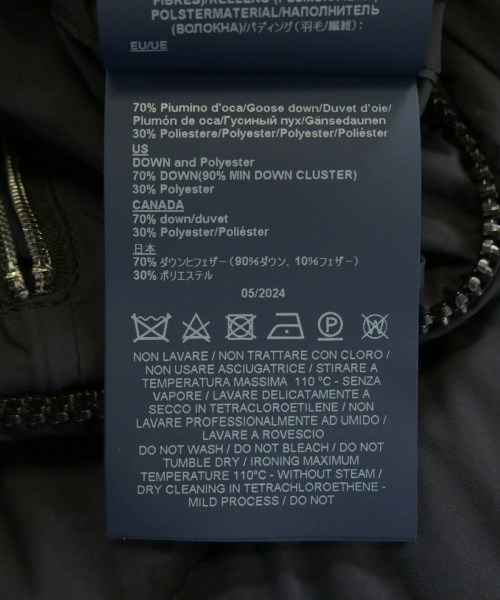 POLSTERMATERIAL/НАПОЛНИТЕЛЬ
(ВОЛОКНА)/パディング(羽毛/繊維):
EU/UE
70% Piumino d'oca/Goose down/Duvet d'oie/
Plumón de oca/Гусиный пух/Gänsedaunen
30% Poliestere/Polyester/Polyester/Poliéster
US
DOWN and Polyester
70% DOWN(90% MIN DOWN CLUSTER)
30% Polyester
CANADA
70% down/duvet
30% Polyester/Poliéster
日本
70% ダウンとフェザー (90%ダウン、10%フェザー)
30% ポリエステル
05/2024
P
W
NON LAVARE / NON TRATTARE CON CLORO /
NON USARE ASCIUGATRICE / STIRARE A
TEMPERATURA MASSIMA 110 °C - SENZA
VAPORE / LAVARE DELICATAMENTE A
SECCO IN TETRACLOROETILENE / NON
LAVARE PROFESSIONALMENTE AD UMIDO /
LAVARE A ROVESCIO
DO NOT WASH / DO NOT BLEACH / DO NOT
TUMBLE DRY / IRONING MAXIMUM
TEMPERATURE 110°C - WITHOUT STEAM /
DRY CLEANING IN TETRACHLOROETHENE -
MILD PROCESS / DO NOT